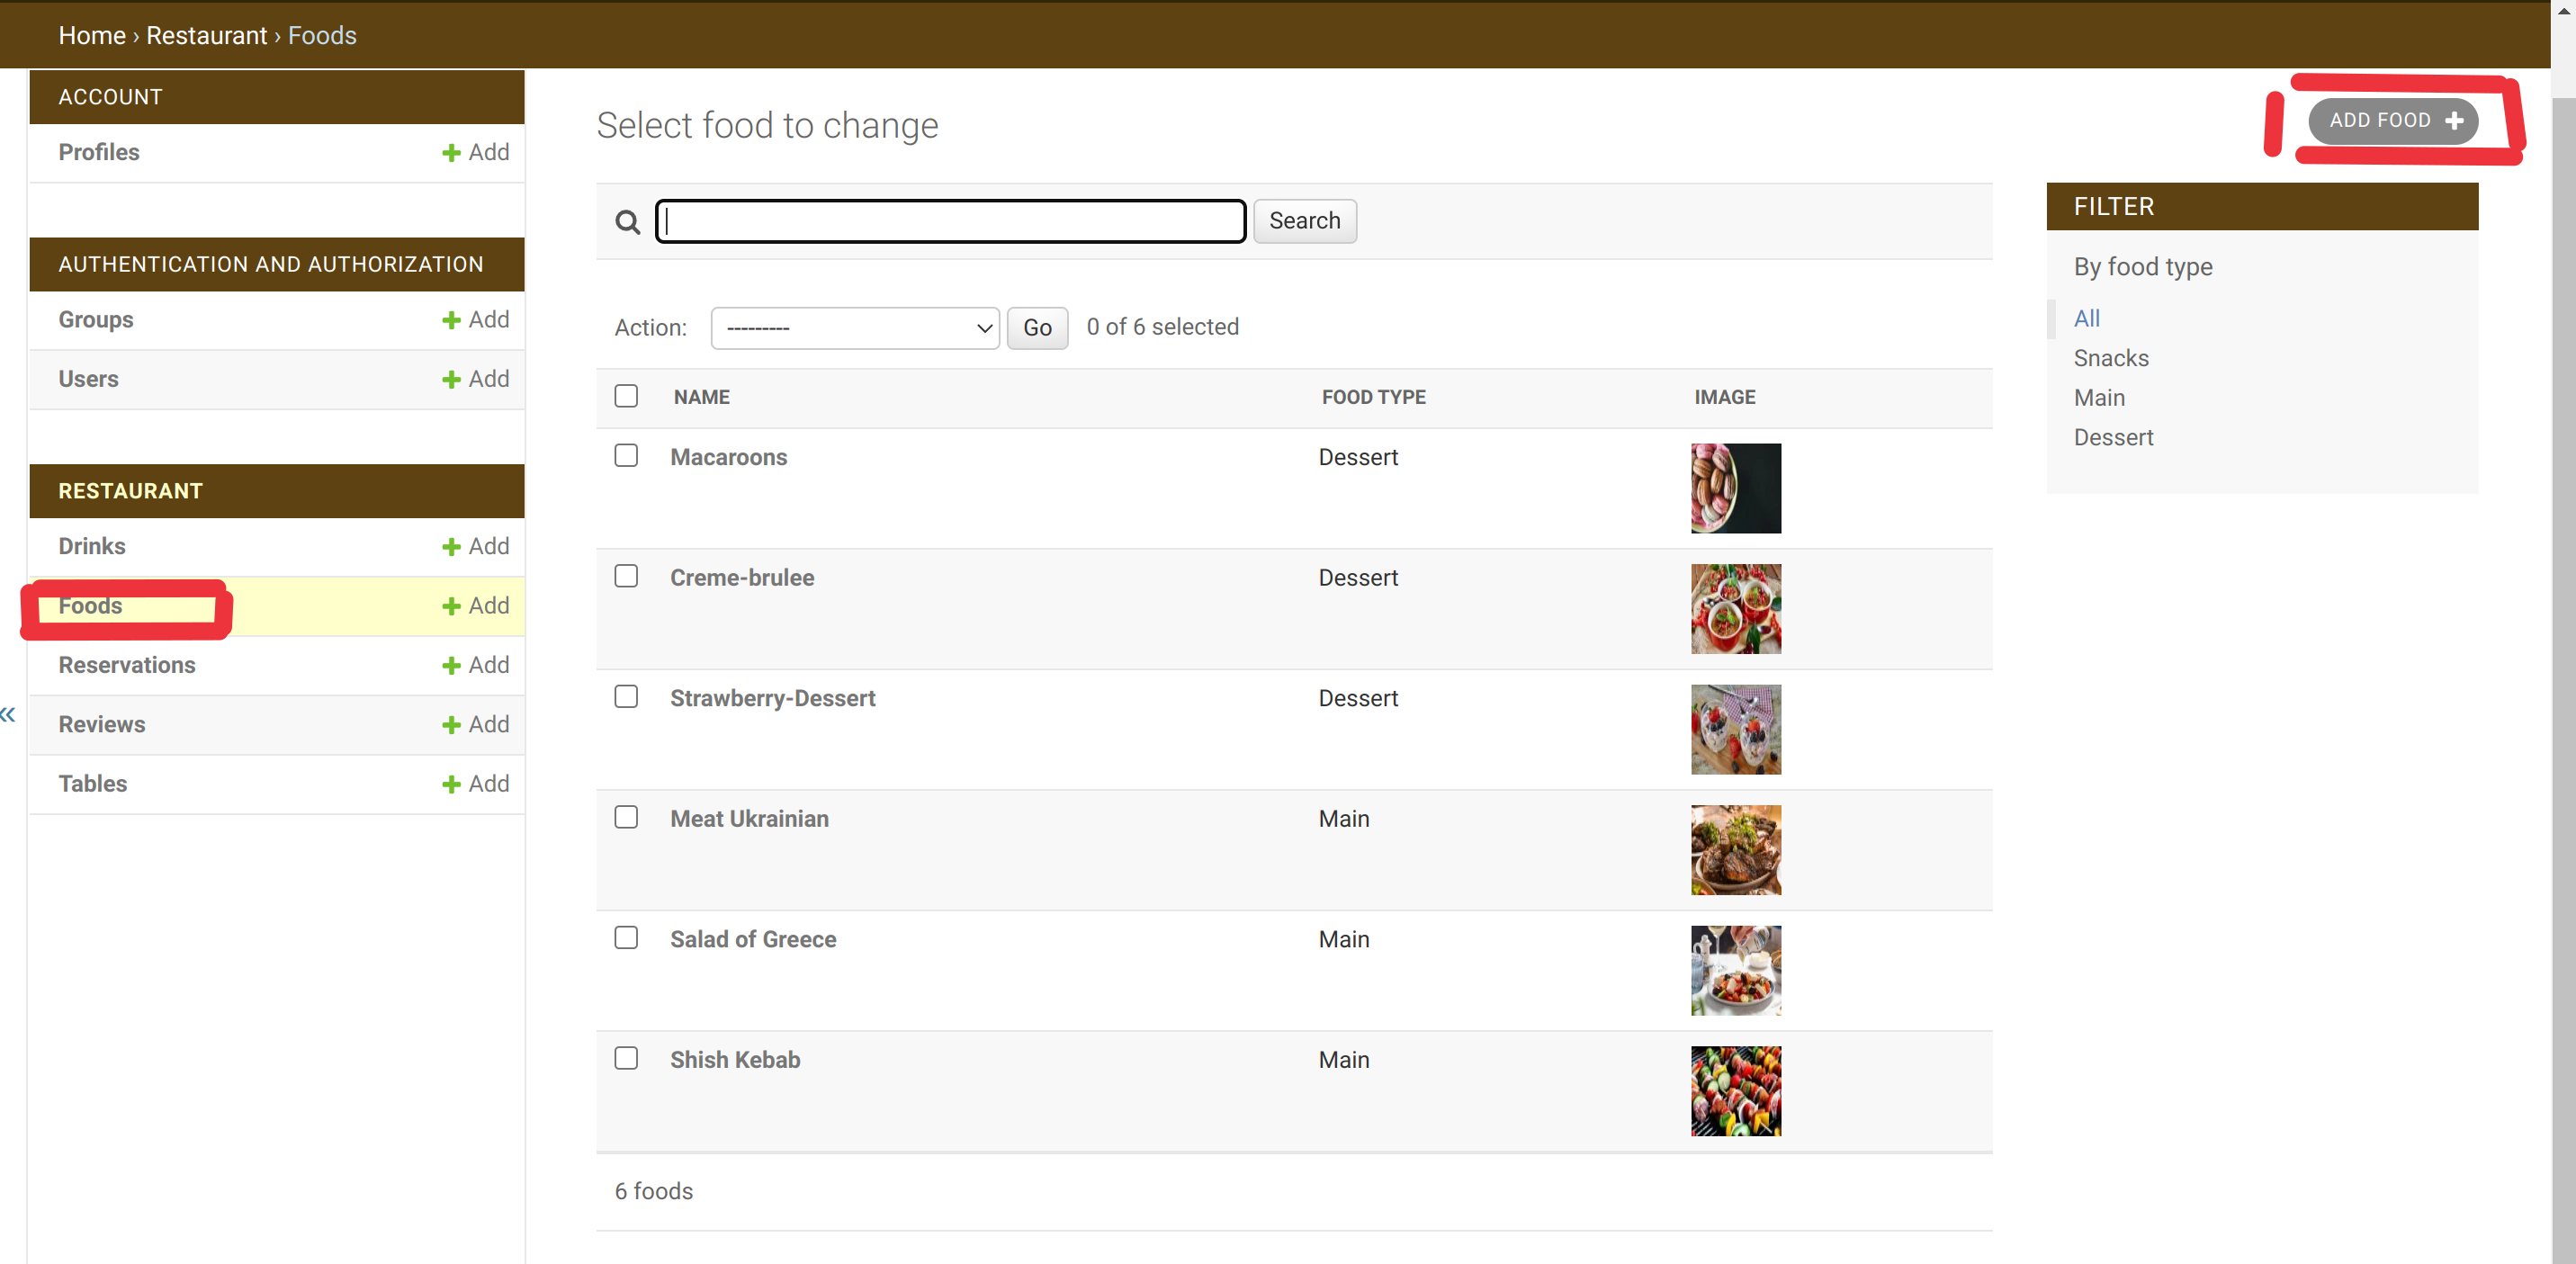 Home › Restaurant › Foods
ACCOUNT
Profiles + Add
AUTHENTICATION AND AUTHORIZATION
Groups + Add
Users + Add
RESTAURANT
Drinks + Add
Foods + Add
Reservations + Add
Reviews + Add
Tables + Add
«
Select food to change
ADD FOOD +
Search
Action: --------- Go 0 of 6 selected
NAME FOOD TYPE IMAGE
Macaroons Dessert
Creme-brulee Dessert
Strawberry-Dessert Dessert
Meat Ukrainian Main
Salad of Greece Main
Shish Kebab Main
6 foods
FILTER
By food type
All
Snacks
Main
Dessert